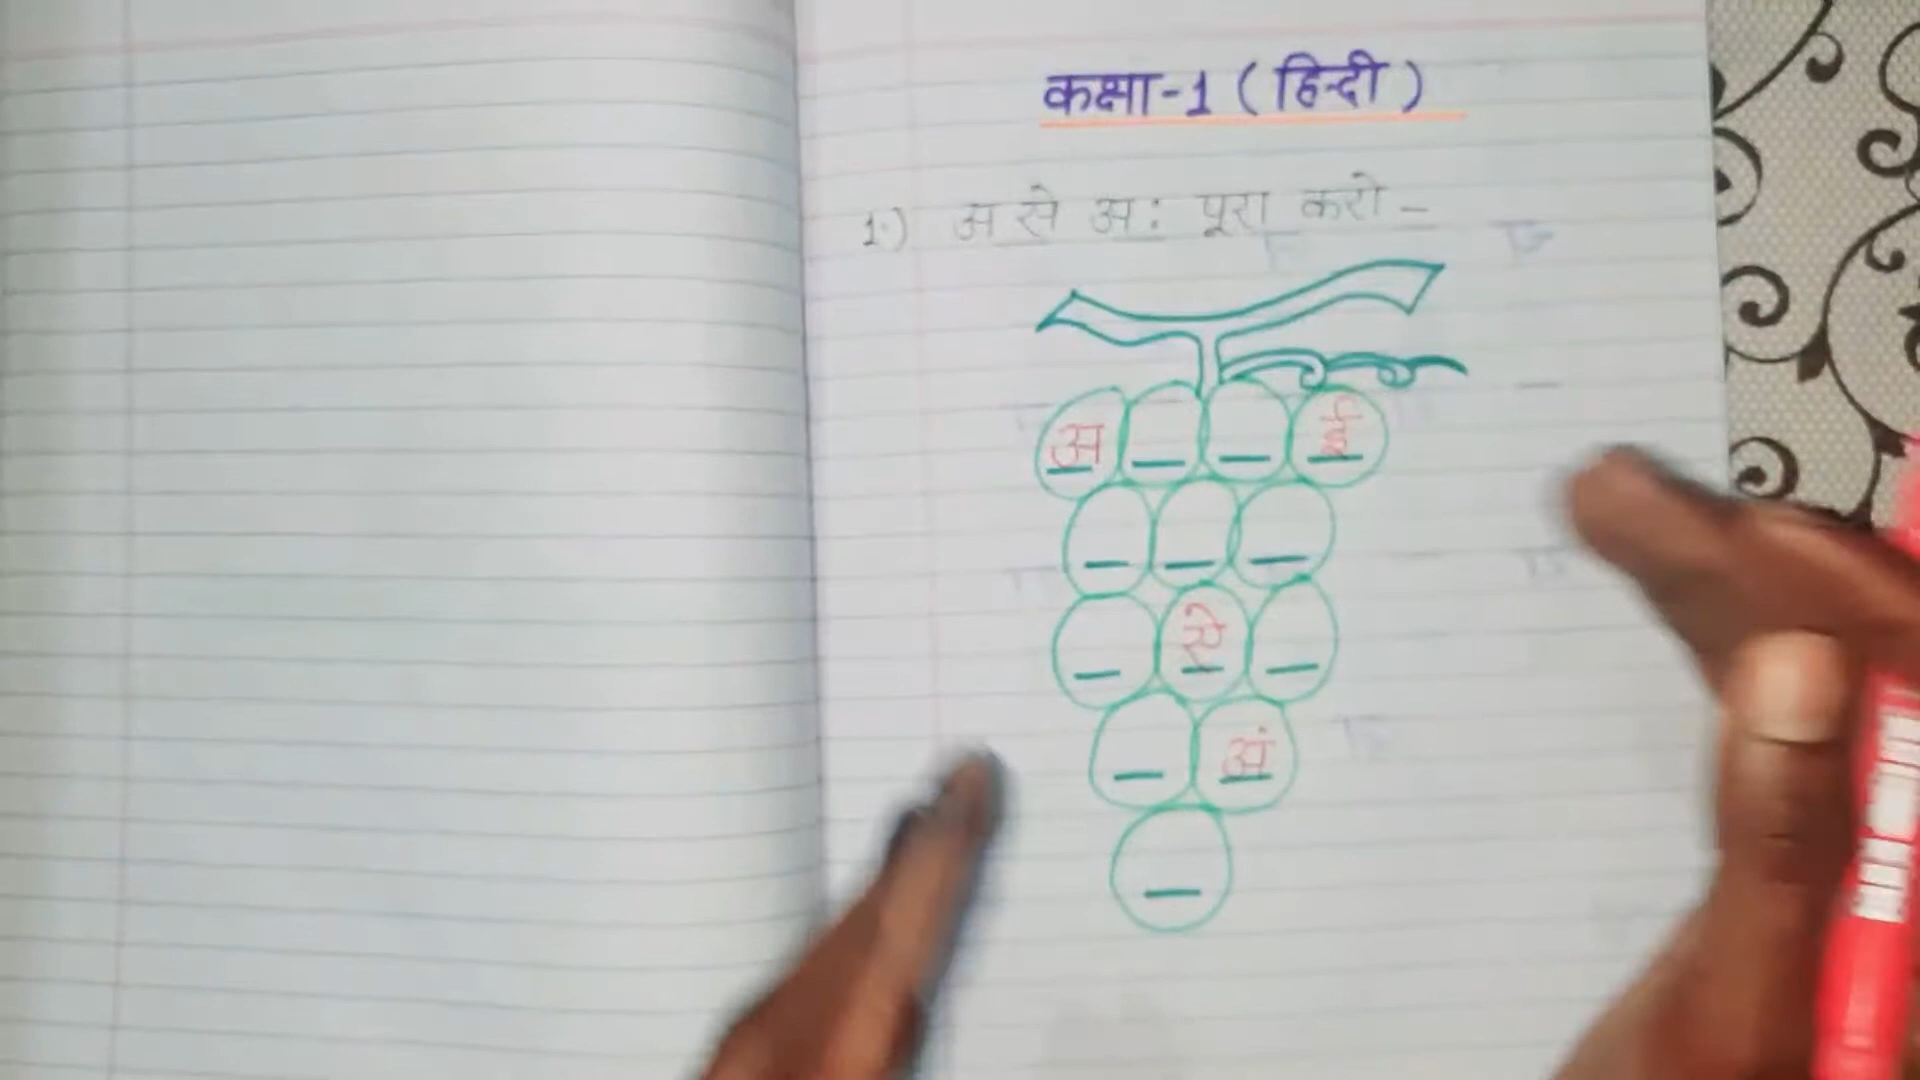 कक्षा-1 ( हिन्दी )
1.) अ से अ: पूरा करो -
अ _ _ ई
_ _ _
_ ऐ _
_ अं
_